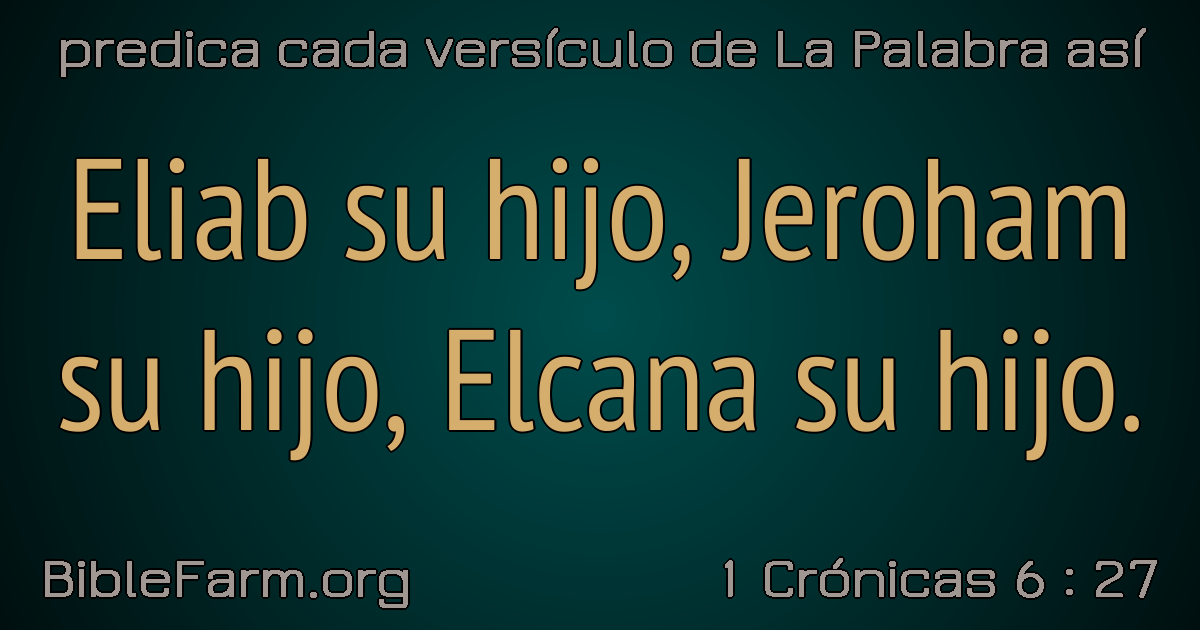 predica cada versículo de La Palabra así
Eliab su hijo, Jeroham
su hijo, Elcana su hijo.
BibleFarm.org
1 Crónicas 6 : 27